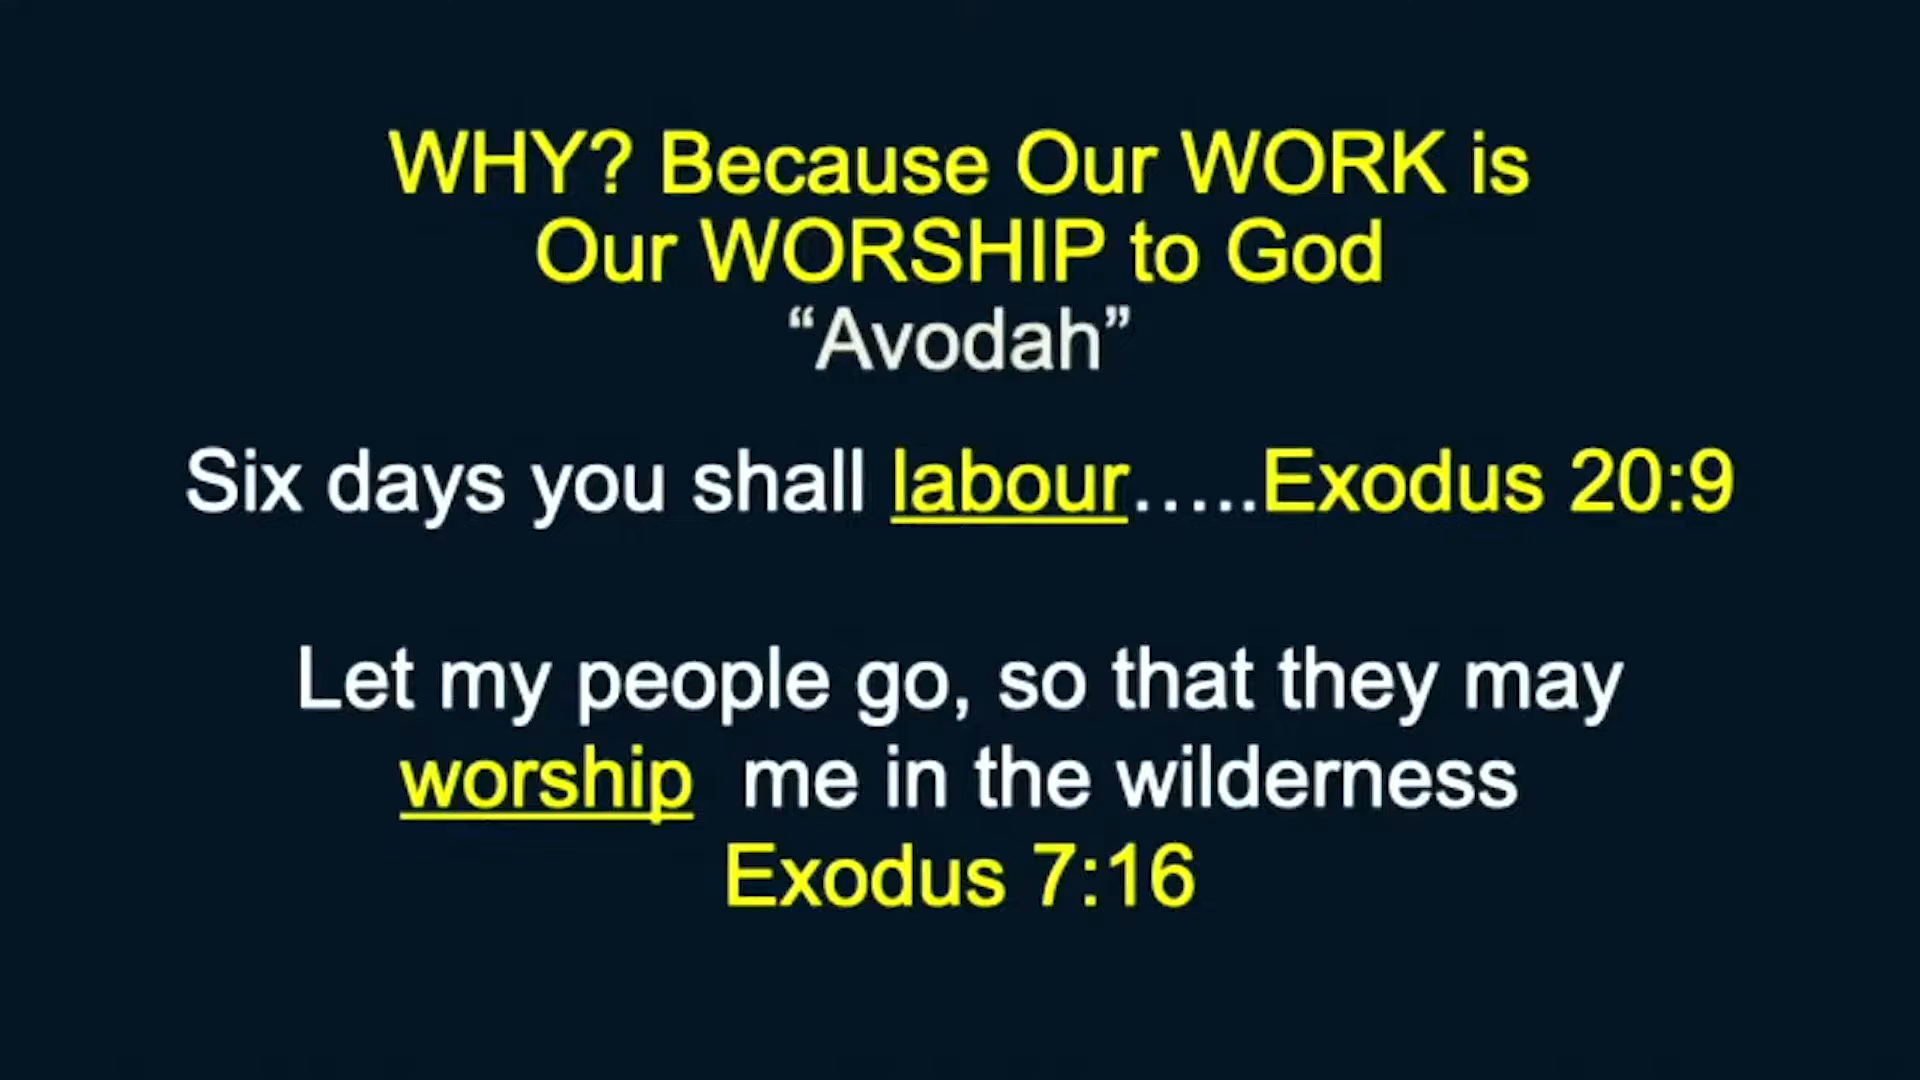 WHY? Because Our WORK is
Our WORSHIP to God
“Avodah”
Six days you shall labour…..Exodus 20:9
Let my people go, so that they may
worship me in the wilderness
Exodus 7:16